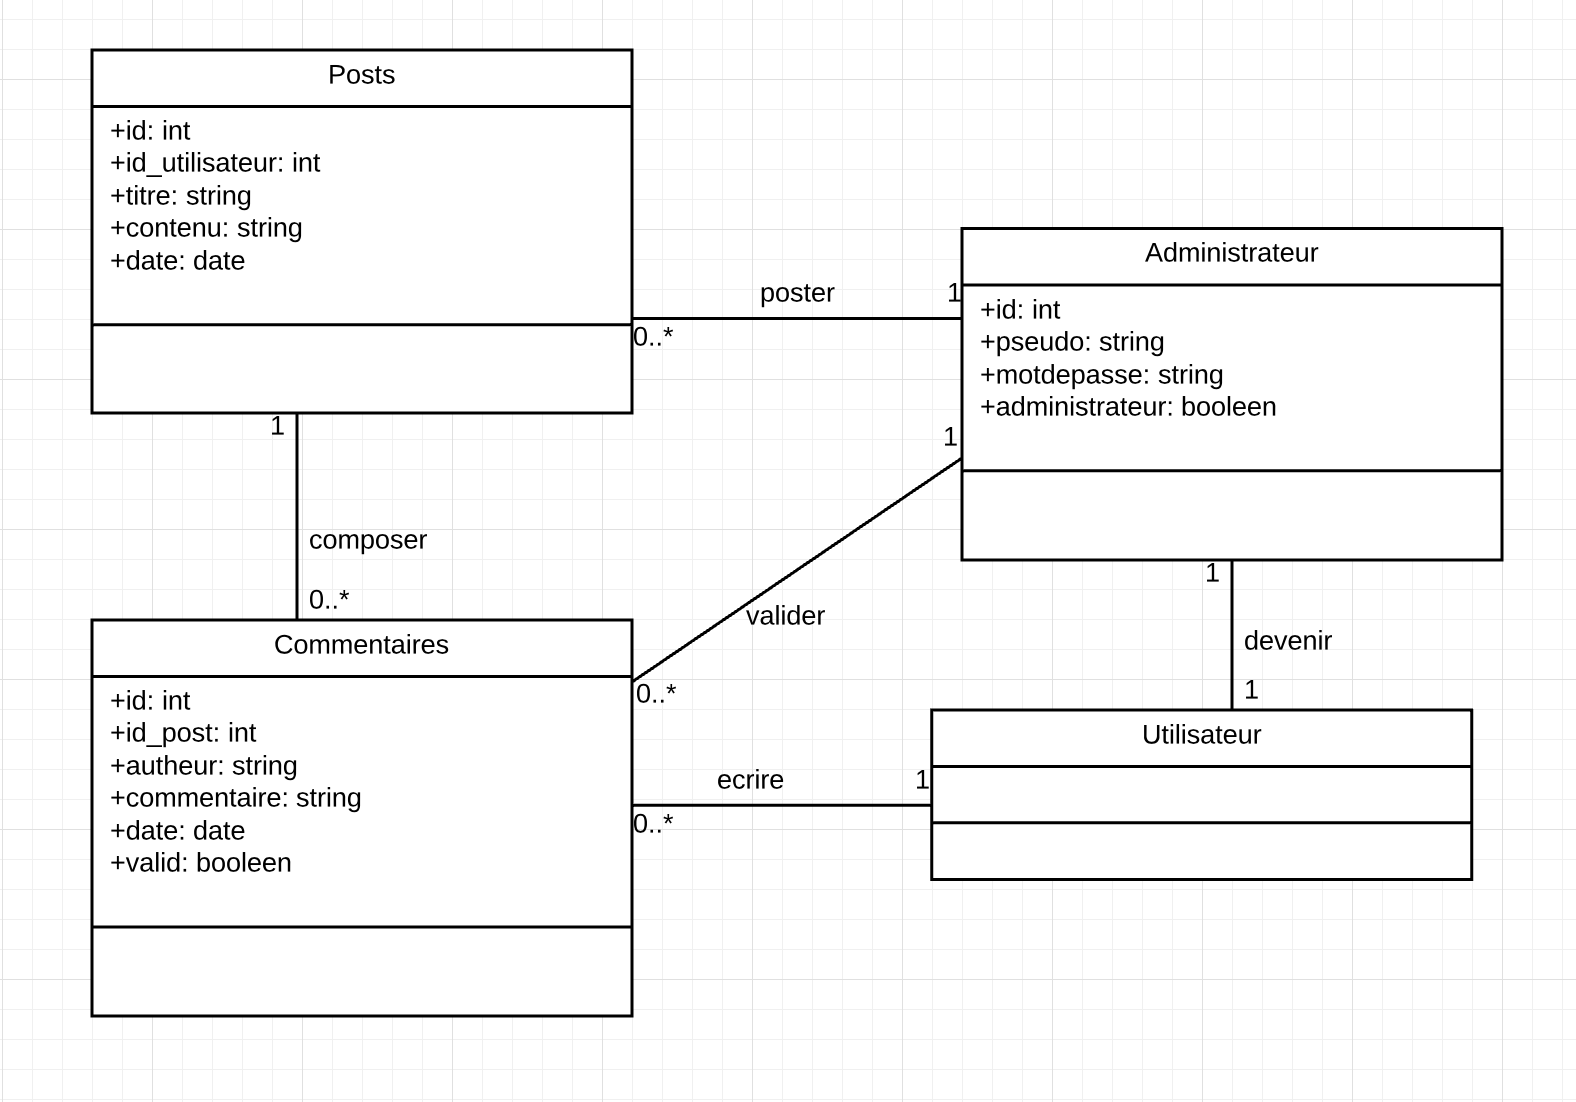 Posts
+id: int
+id_utilisateur: int
+titre: string
+contenu: string
+date: date
poster
1
0..*
Administrateur
+id: int
+pseudo: string
+motdepasse: string
+administrateur: booleen
1
composer
0..*
1
valider
0..*
1
devenir
1
Commentaires
+id: int
+id_post: int
+autheur: string
+commentaire: string
+date: date
+valid: booleen
ecrire
1
0..*
Utilisateur